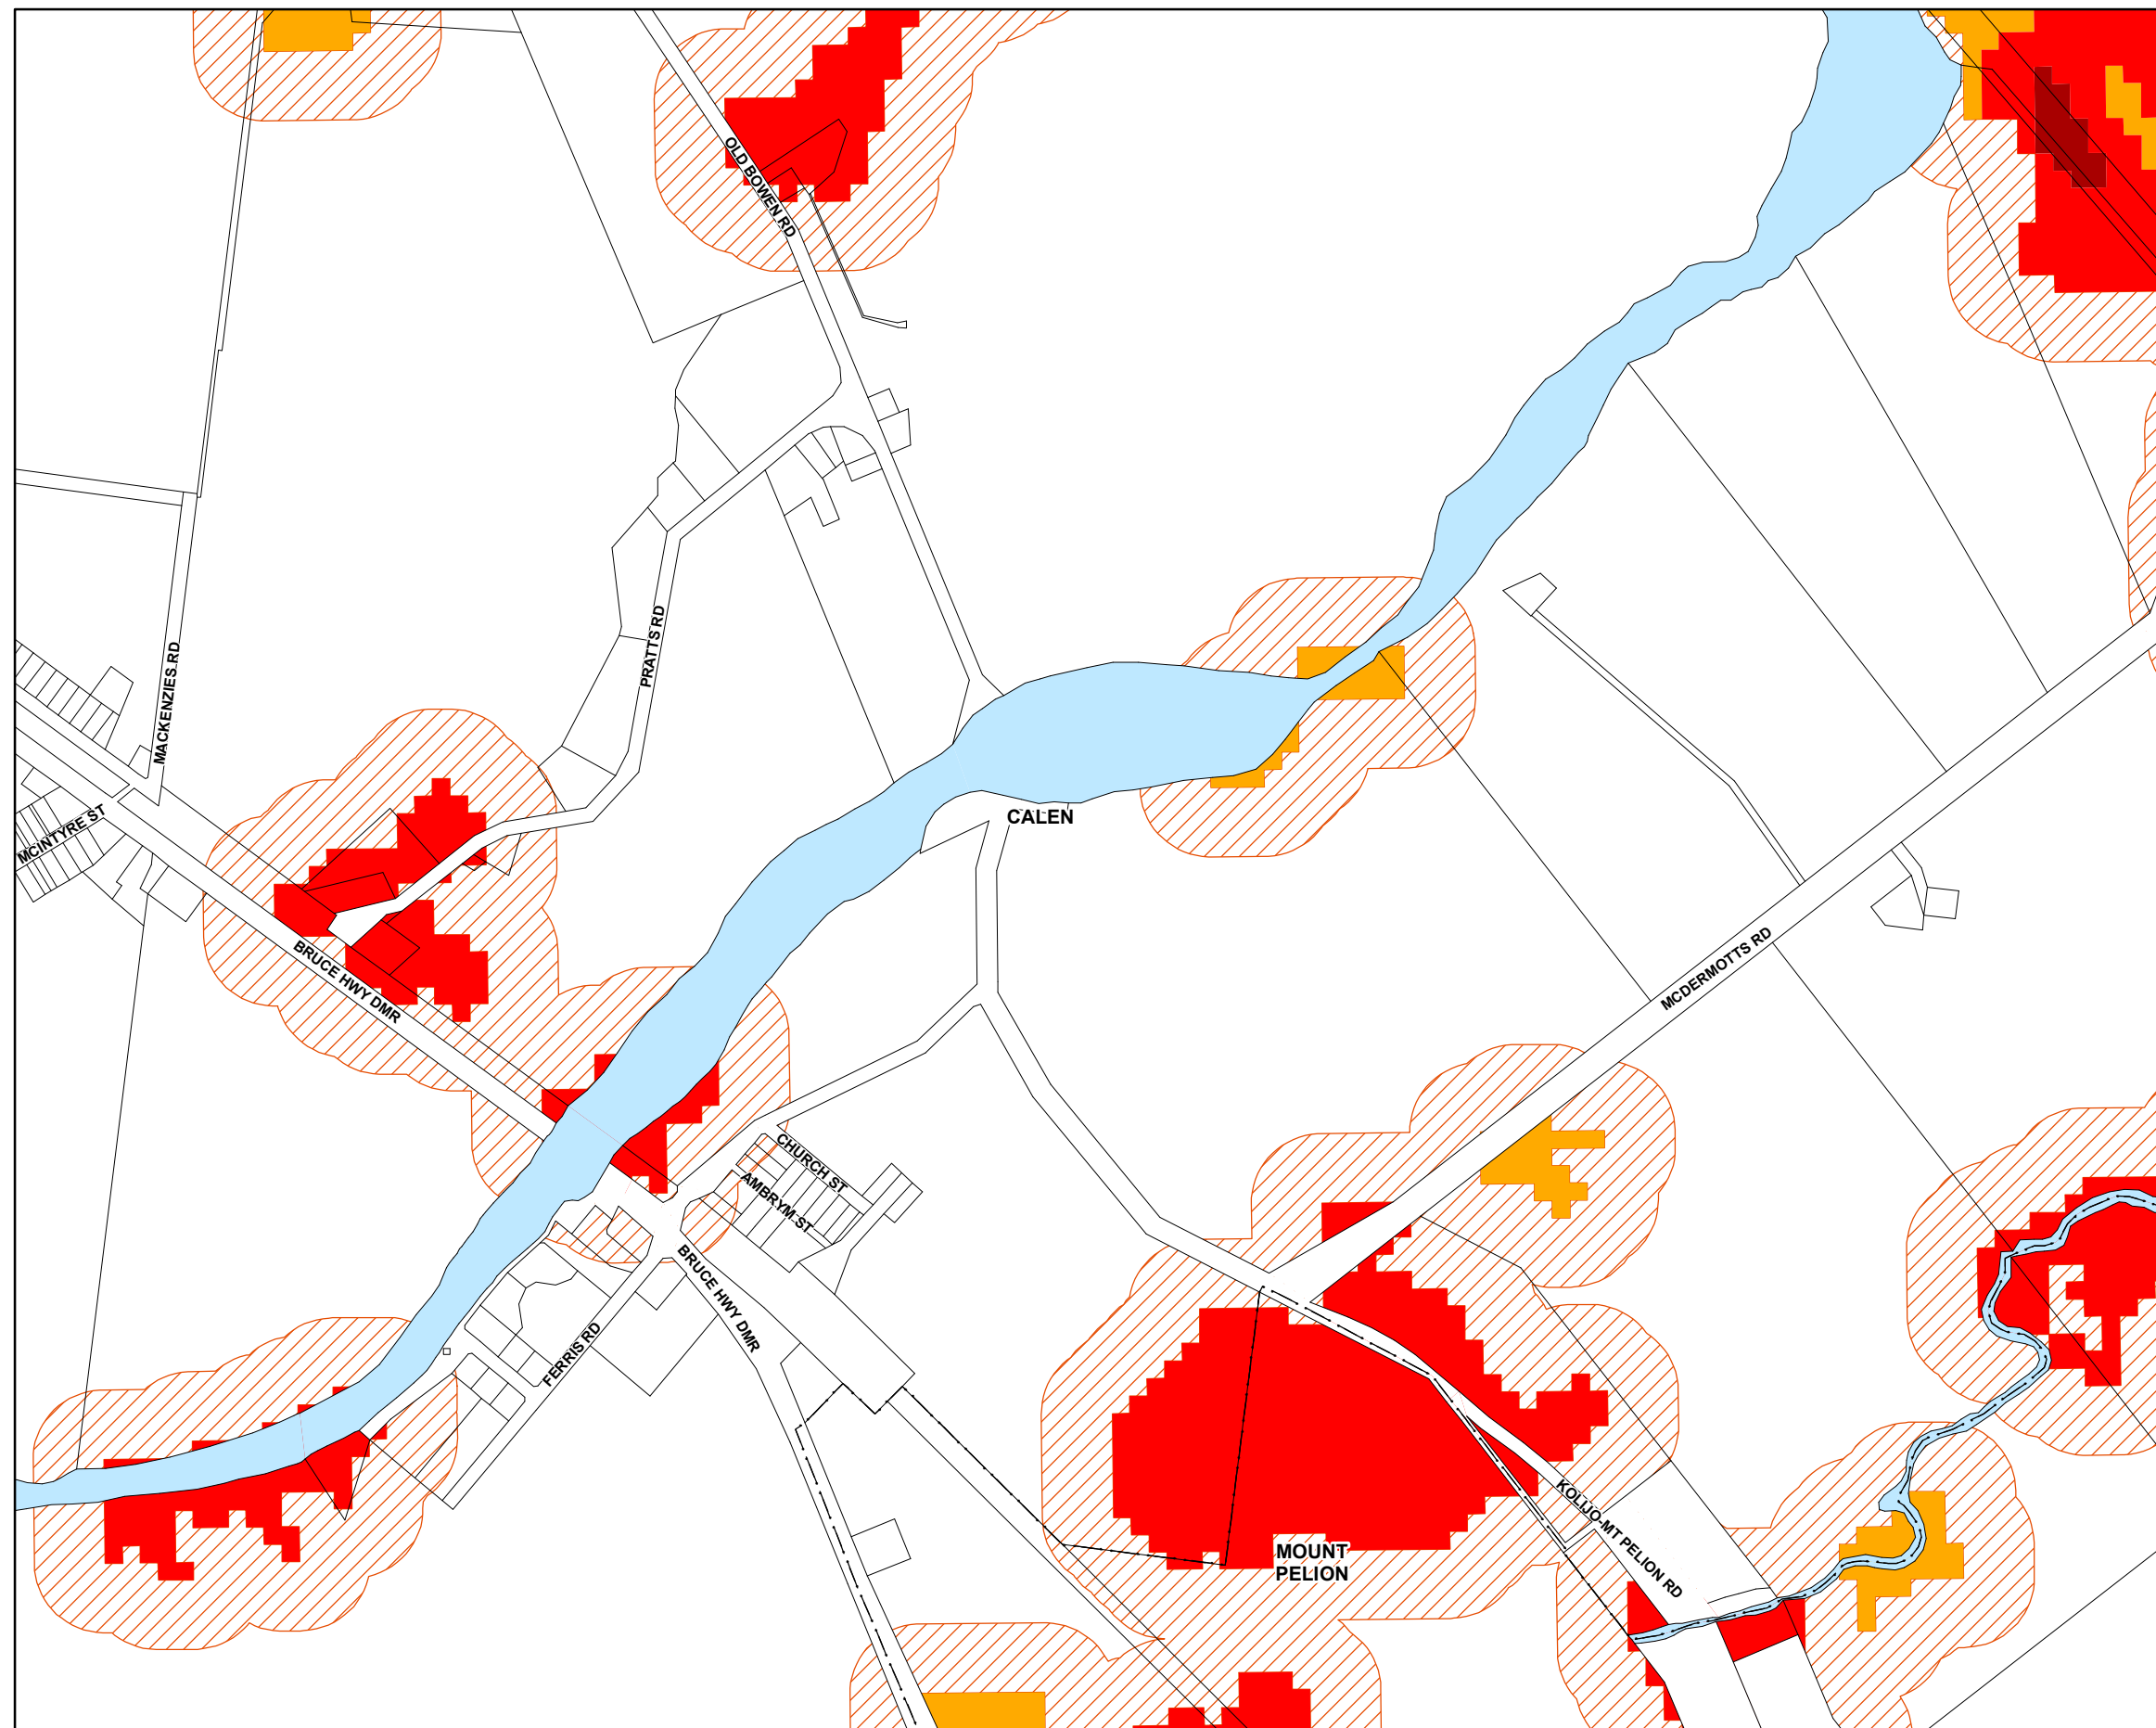 OLD BOWEN RD
PRATTS RD
MACKENZIES RD
MCINTYRE ST
CALEN
BRUCE HWY DMR
MCDERMOTTS RD
CHURCH ST
AMBRYM ST
BRUCE HWY DMR
FERRIS RD
KOLIJO-MT PELION RD
MOUNT
PELION